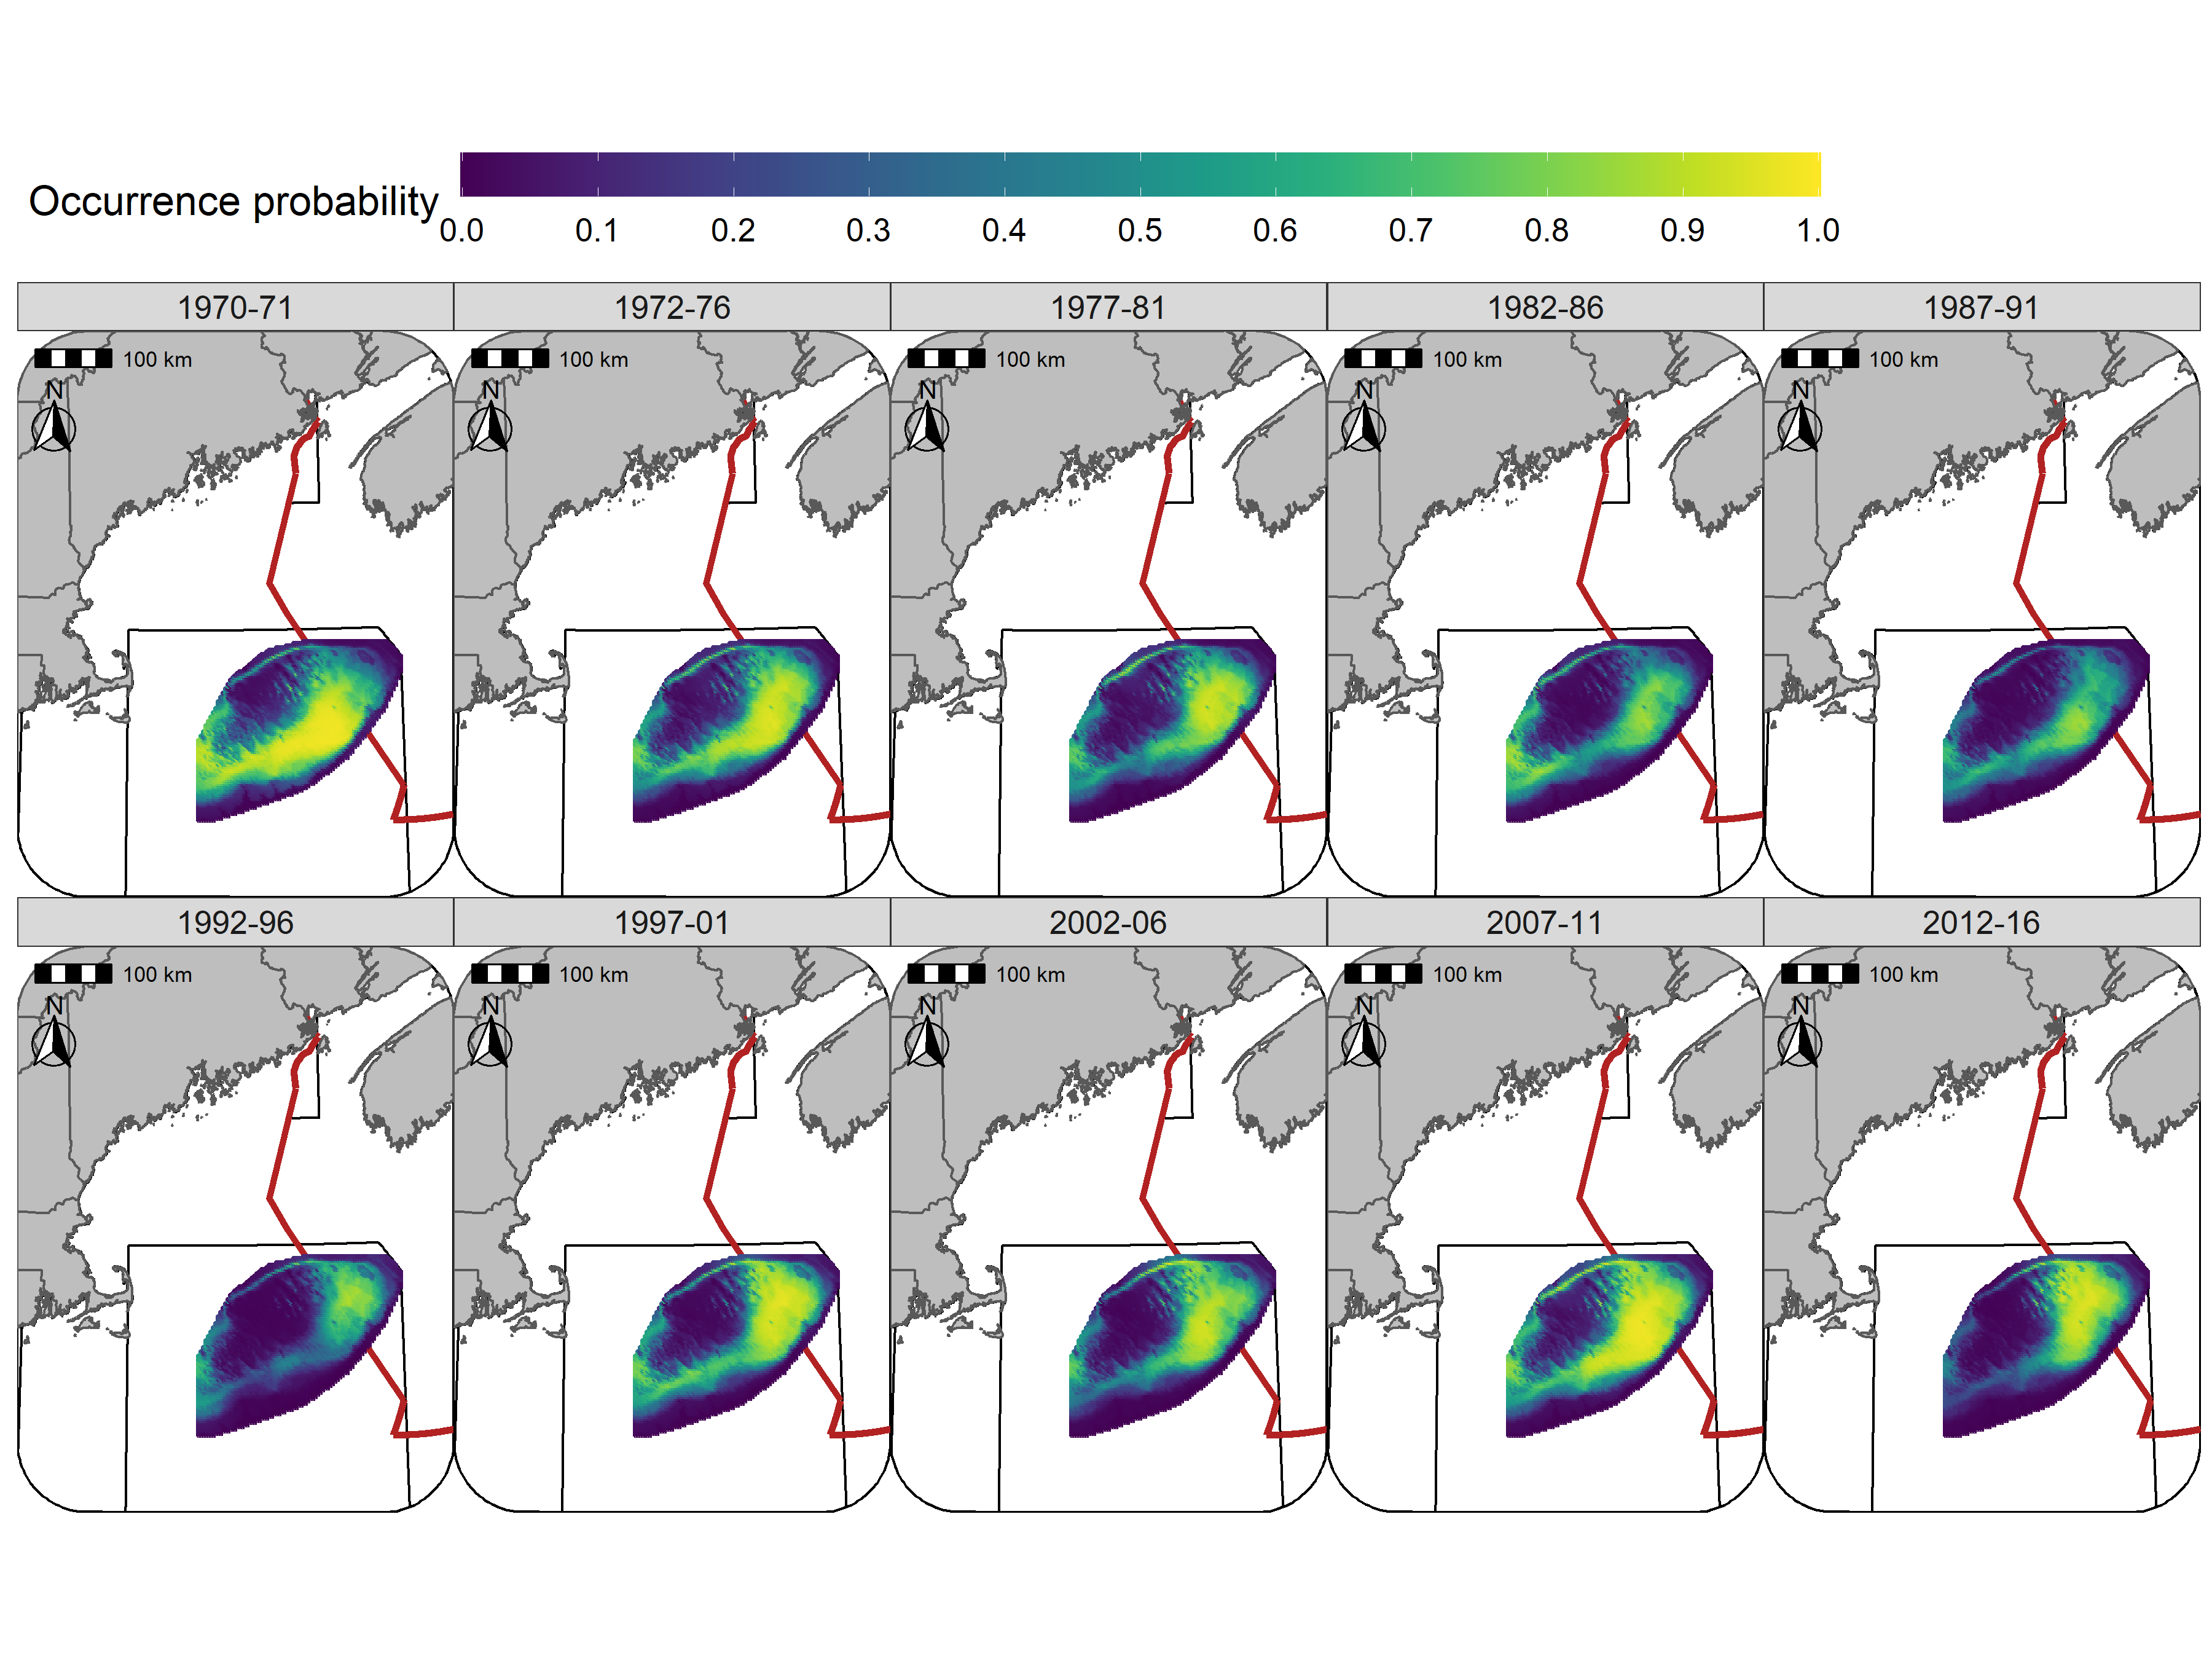 Occurrence probability
0.0 0.1 0.2 0.3 0.4 0.5 0.6 0.7 0.8 0.9 1.0
1970-71 1972-76 1977-81 1982-86 1987-91
100 km 100 km 100 km 100 km 100 km
N N N N N
1992-96 1997-01 2002-06 2007-11 2012-16
100 km 100 km 100 km 100 km 100 km
N N N N N